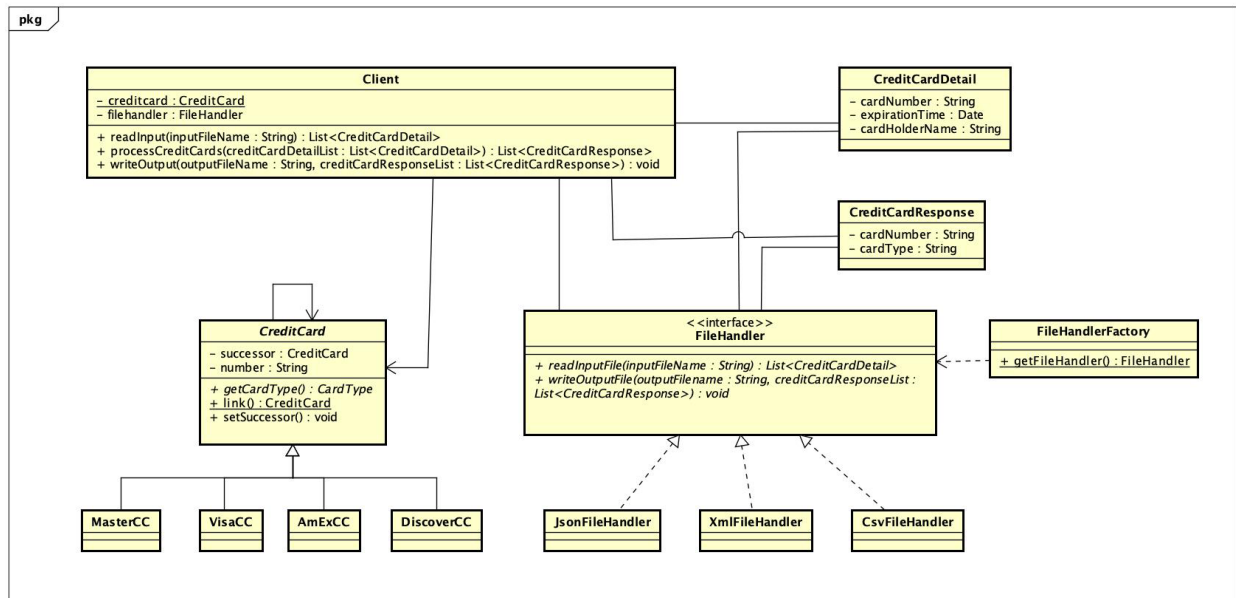 pkg
Client
- creditcard : CreditCard
- filehandler : FileHandler
+ readInput(inputFileName : String) : List<CreditCardDetail>
+ processCreditCards(creditCardDetailList : List<CreditCardDetail>) : List<CreditCardResponse>
+ writeOutput(outputFileName : String, creditCardResponseList : List<CreditCardResponse>) : void
CreditCardDetail
- cardNumber : String
- expirationTime : Date
- cardHolderName : String
CreditCardResponse
- cardNumber : String
- cardType : String
CreditCard
- successor : CreditCard
- number : String
+ getCardType() : CardType
+ link() : CreditCard
+ setSuccessor() : void
<<interface>>
FileHandler
+ readInputFile(inputFileName : String) : List<CreditCardDetail>
+ writeOutputFile(outputFilename : String, creditCardResponseList :
List<CreditCardResponse>) : void
FileHandlerFactory
+ getFileHandler() : FileHandler
MasterCC
VisaCC
AmExCC
DiscoverCC
JsonFileHandler
XmlFileHandler
CsvFileHandler